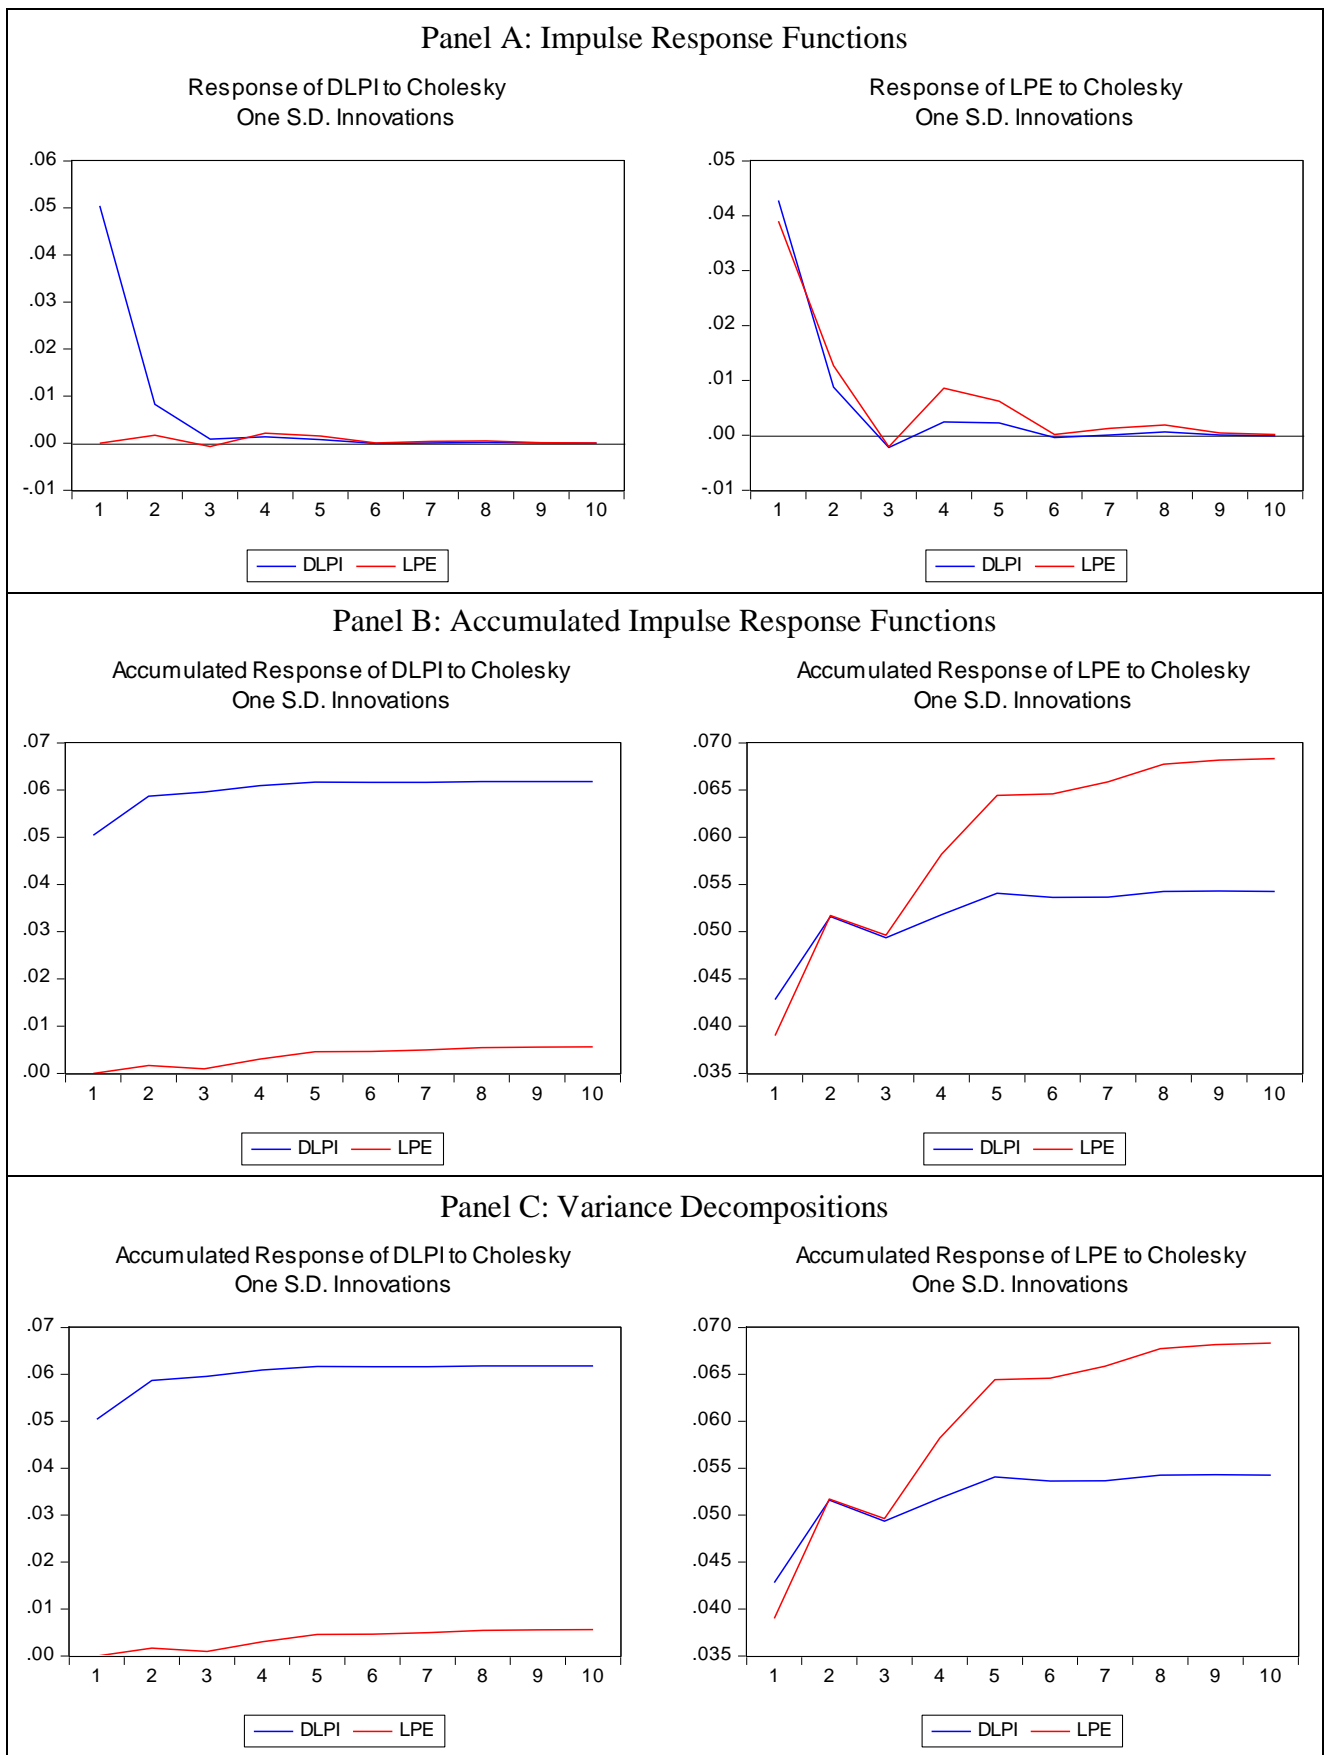 Panel A: Impulse Response Functions
Response of DLPI to Cholesky
One S.D. Innovations
.06
.05
.04
.03
.02
.01
.00
-.01
1 2 3 4 5 6 7 8 9 10
DLPI LPE
Response of LPE to Cholesky
One S.D. Innovations
.05
.04
.03
.02
.01
.00
-.01
1 2 3 4 5 6 7 8 9 10
DLPI LPE
Panel B: Accumulated Impulse Response Functions
Accumulated Response of DLPI to Cholesky
One S.D. Innovations
.07
.06
.05
.04
.03
.02
.01
.00
1 2 3 4 5 6 7 8 9 10
DLPI LPE
Accumulated Response of LPE to Cholesky
One S.D. Innovations
.070
.065
.060
.055
.050
.045
.040
.035
1 2 3 4 5 6 7 8 9 10
DLPI LPE
Panel C: Variance Decompositions
Accumulated Response of DLPI to Cholesky
One S.D. Innovations
.07
.06
.05
.04
.03
.02
.01
.00
1 2 3 4 5 6 7 8 9 10
DLPI LPE
Accumulated Response of LPE to Cholesky
One S.D. Innovations
.070
.065
.060
.055
.050
.045
.040
.035
1 2 3 4 5 6 7 8 9 10
DLPI LPE